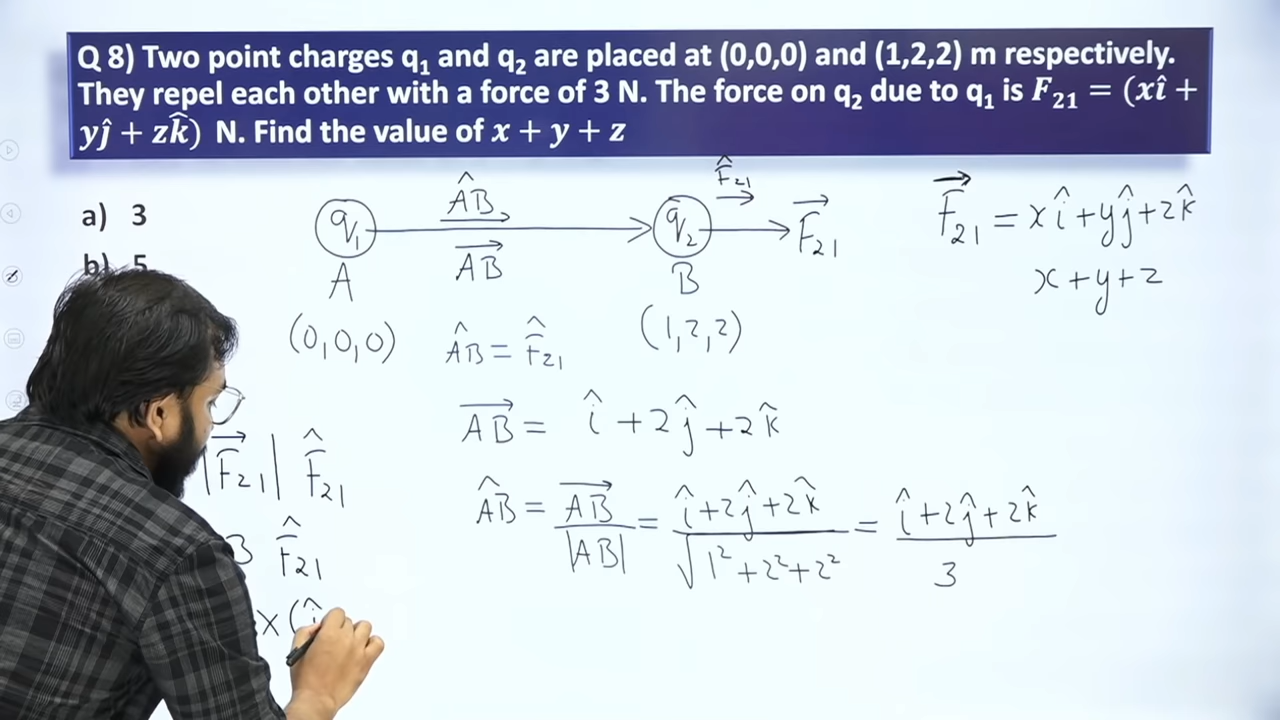 Q 8) Two point charges q₁ and q₂ are placed at (0,0,0) and (1,2,2) m respectively.
They repel each other with a force of 3 N. The force on q₂ due to q₁ is F₂₁ = (xî +
yĵ + zk̂) N. Find the value of x + y + z
a) 3
b) 5
q₁ ÂB q₂ F̂₂₁ F⃗₂₁
AB⃗
A B
(0,0,0) (1,2,2)
F⃗₂₁ = xî + yĵ + zk̂
x + y + z
ÂB = F̂₂₁
AB⃗ = î + 2ĵ + 2k̂
|F⃗₂₁| F̂₂₁
ÂB = AB⃗ / |AB| = (î + 2ĵ + 2k̂) / √(1² + 2² + 2²) = (î + 2ĵ + 2k̂) / 3
3 F̂₂₁
x (î